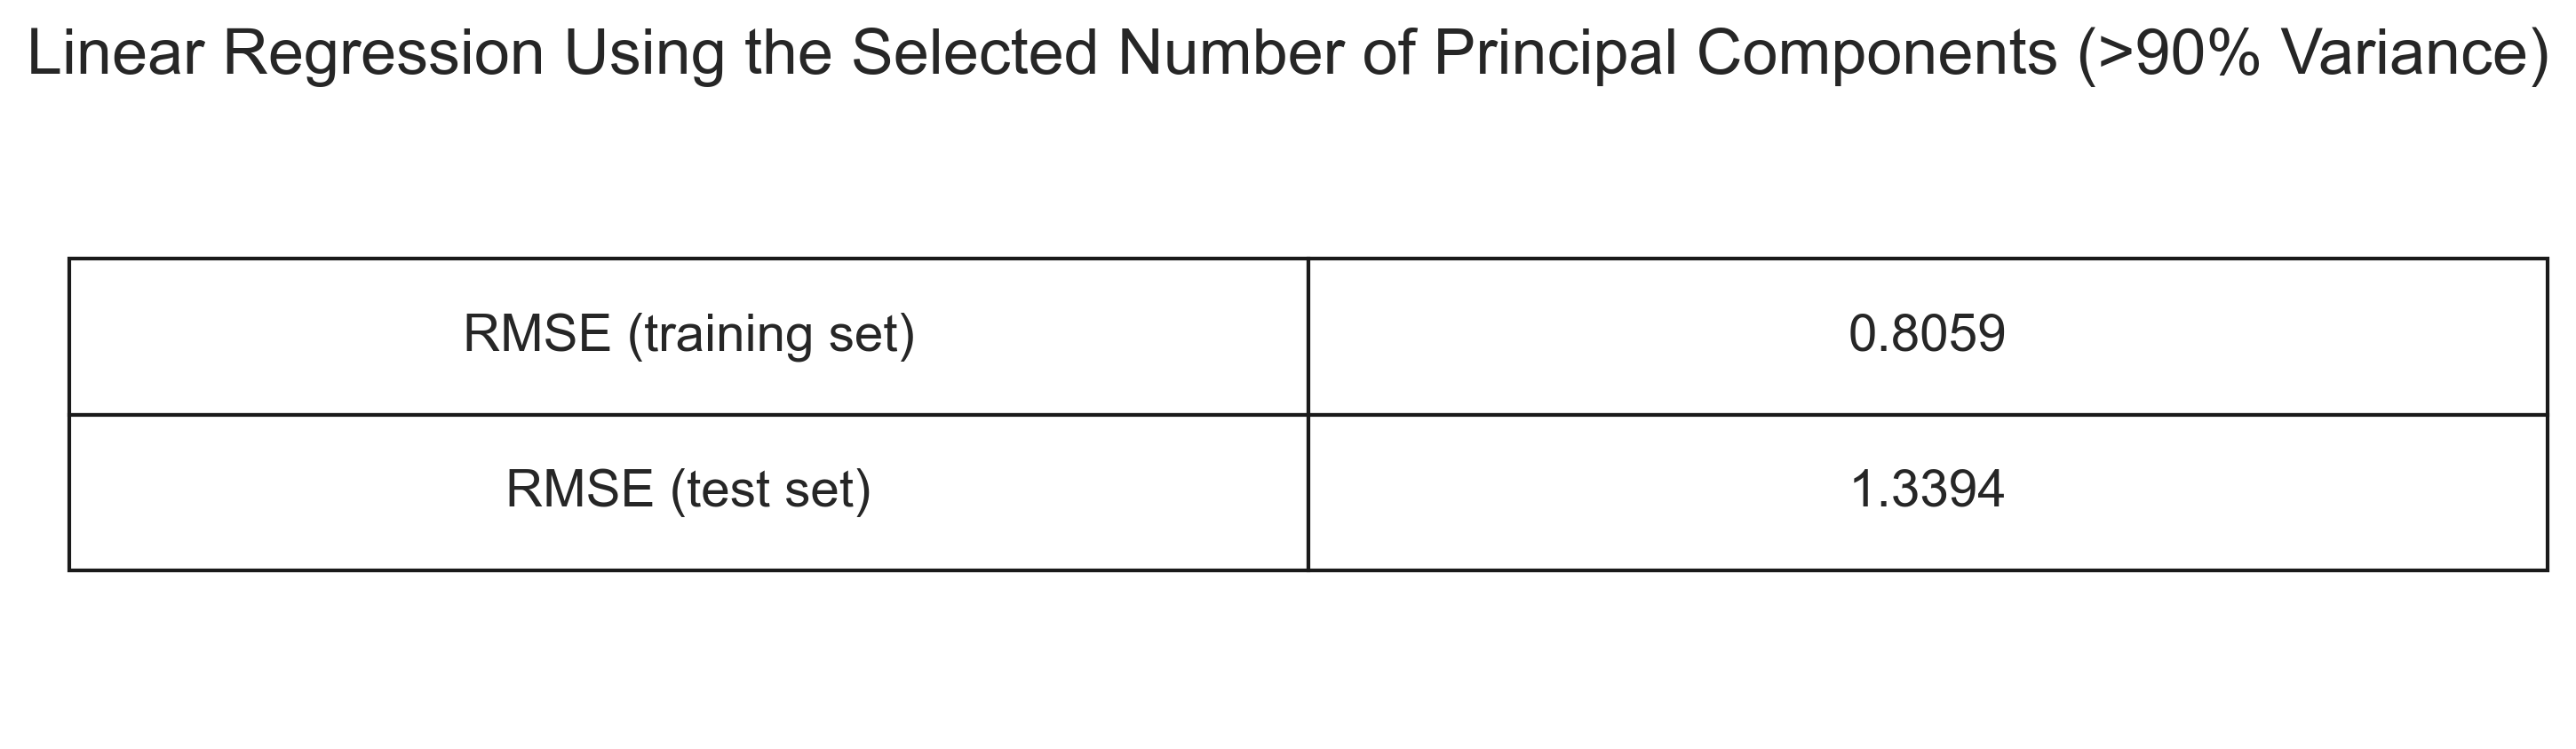 Linear Regression Using the Selected Number of Principal Components (>90% Variance)
RMSE (training set) 0.8059
RMSE (test set) 1.3394